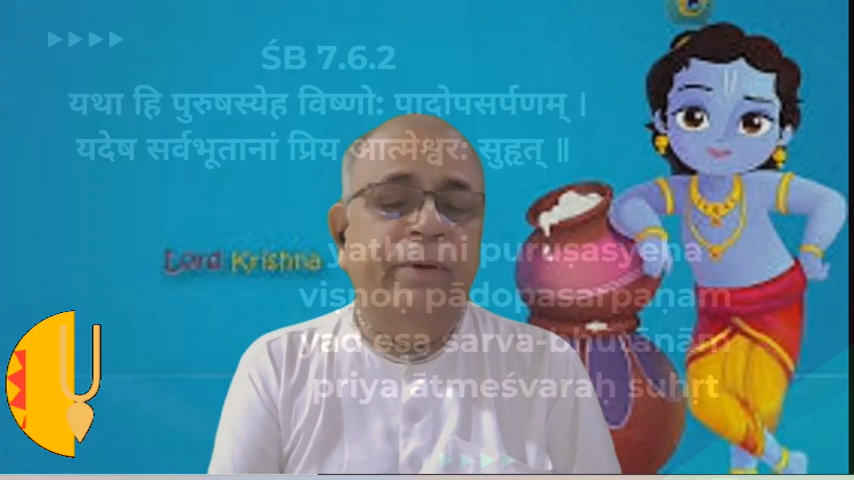 ŚB 7.6.2
यथा हि पुरुषस्येह विष्णोः पादोपसर्पणम् ।
यदेष सर्वभूतानां प्रिय आत्मेश्वरः सुहृत् ॥
Lord Krishna
yathā hi puruṣasyeha
viṣṇoḥ pādopasarpaṇam
yad eṣa sarva-bhūtānāṁ
priya ātmeśvaraḥ suhṛt